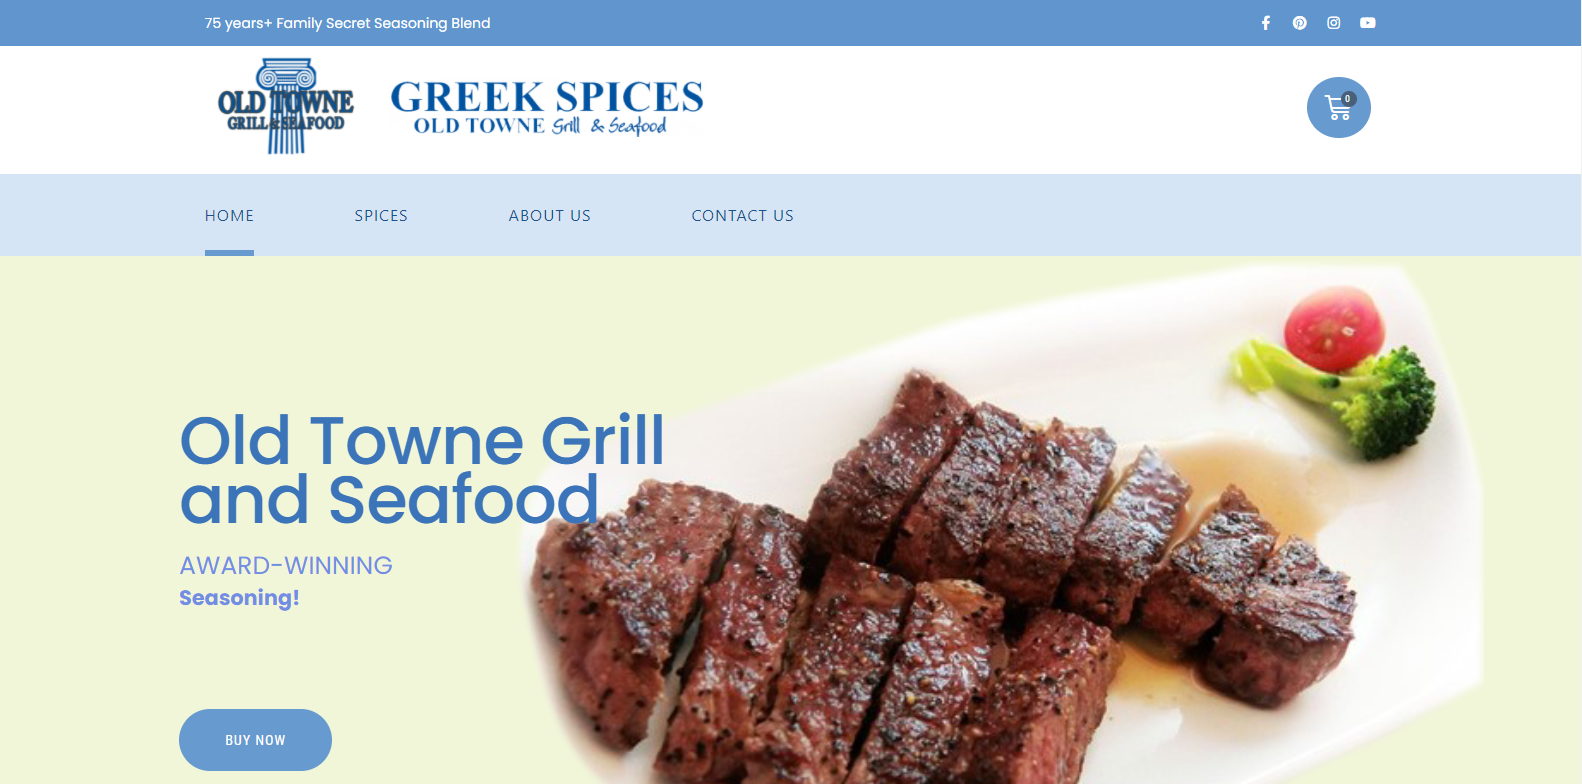 75 years+ Family Secret Seasoning Blend
OLD TOWNE
GRILL & SEAFOOD
GREEK SPICES
OLD TOWNE Grill & Seafood
0
HOME
SPICES
ABOUT US
CONTACT US
Old Towne Grill
and Seafood
AWARD-WINNING
Seasoning!
BUY NOW